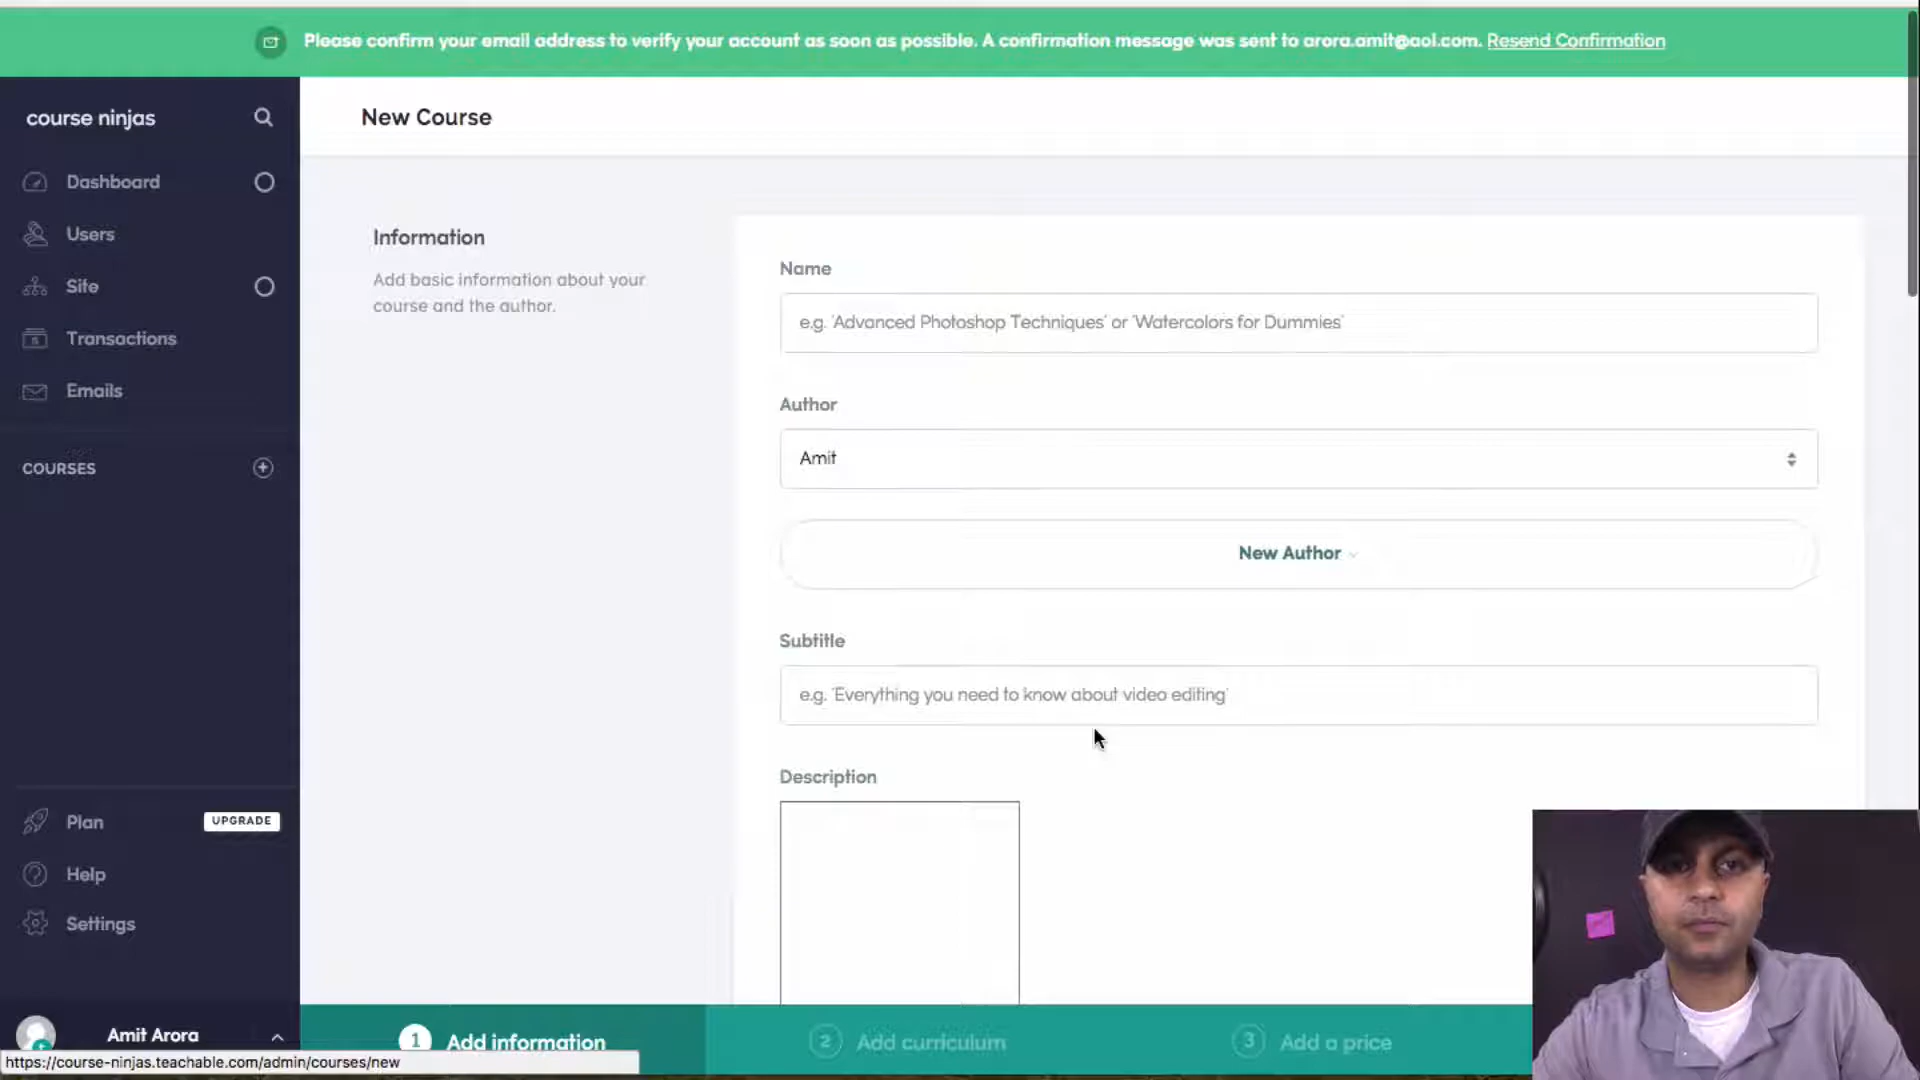 Please confirm your email address to verify your account as soon as possible. A confirmation message was sent to arora.amit@aol.com. Resend Confirmation
course ninjas
New Course
Dashboard
Users
Site
Transactions
Emails
COURSES
Information
Add basic information about your
course and the author.
Name
e.g. 'Advanced Photoshop Techniques' or 'Watercolors for Dummies'
Author
Amit
New Author
Subtitle
e.g. 'Everything you need to know about video editing'
Description
Plan
UPGRADE
Help
Settings
Amit Arora
1 Add information
2 Add curriculum
3 Add a price
https://course-ninjas.teachable.com/admin/courses/new